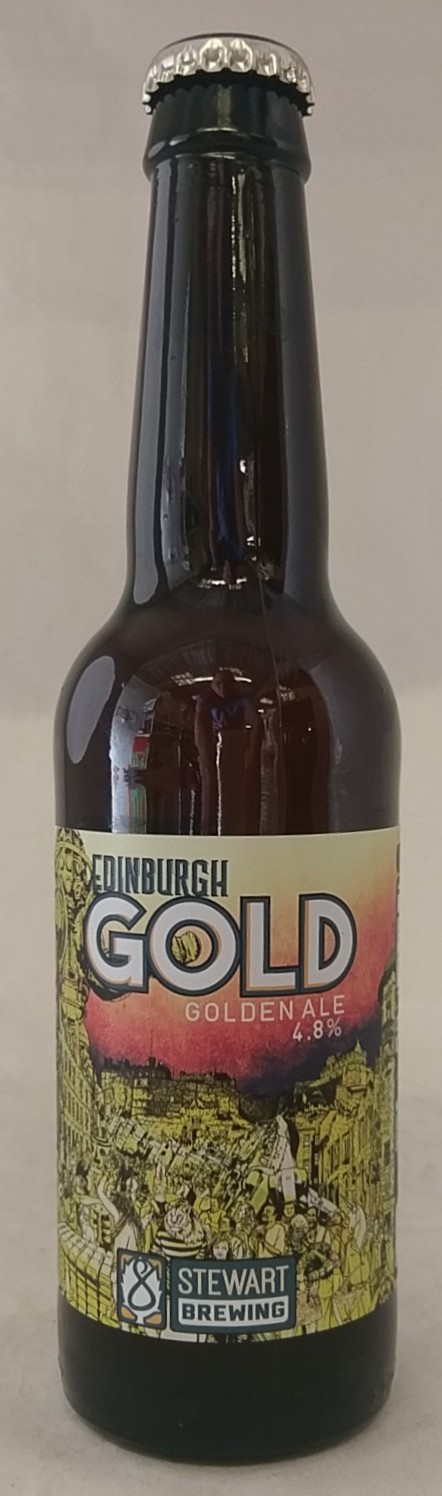 EDINBURGH
GOLD
GOLDEN ALE
4.8%
STEWART
BREWING